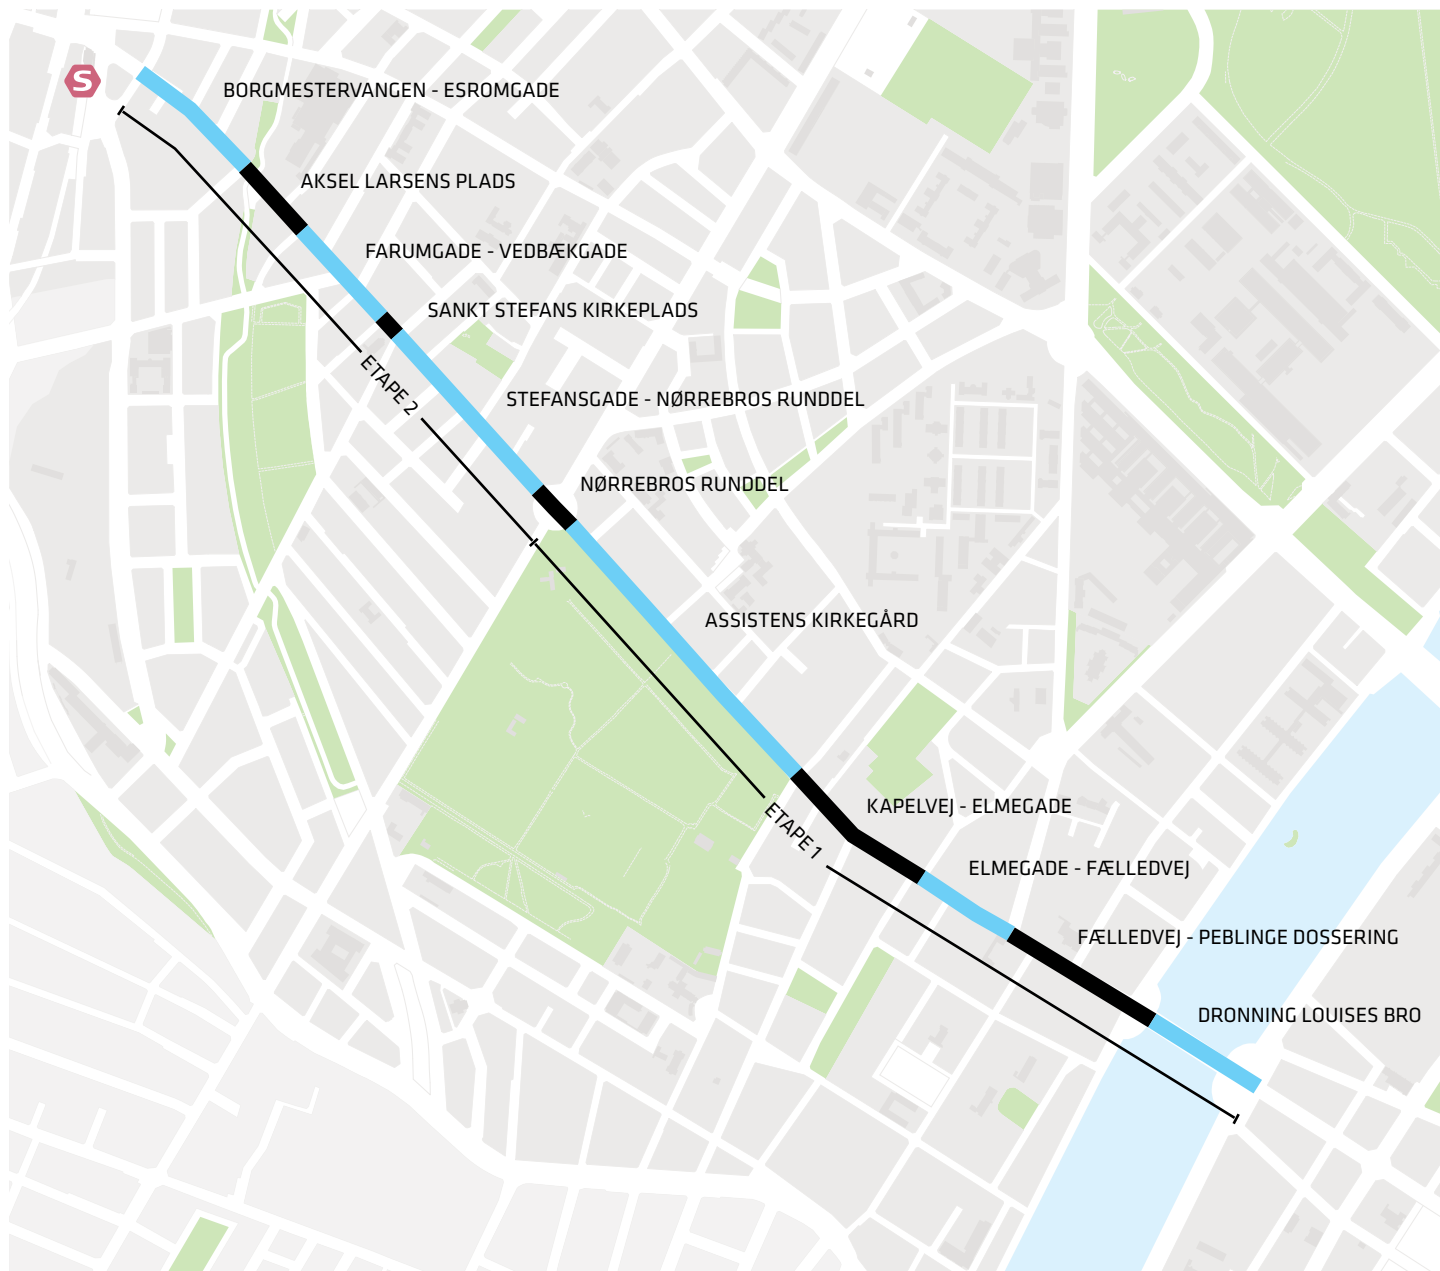 S
BORGMESTERVANGEN - ESROMGADE
AKSEL LARSENS PLADS
FARUMGADE - VEDBÆKGADE
SANKT STEFANS KIRKEPLADS
ETAPE 2
STEFANSGADE - NØRREBROS RUNDDEL
NØRREBROS RUNDDEL
ASSISTENS KIRKEGÅRD
KAPELVEJ - ELMEGADE
ETAPE 1
ELMEGADE - FÆLLEDVEJ
FÆLLEDVEJ - PEBLINGE DOSSERING
DRONNING LOUISES BRO